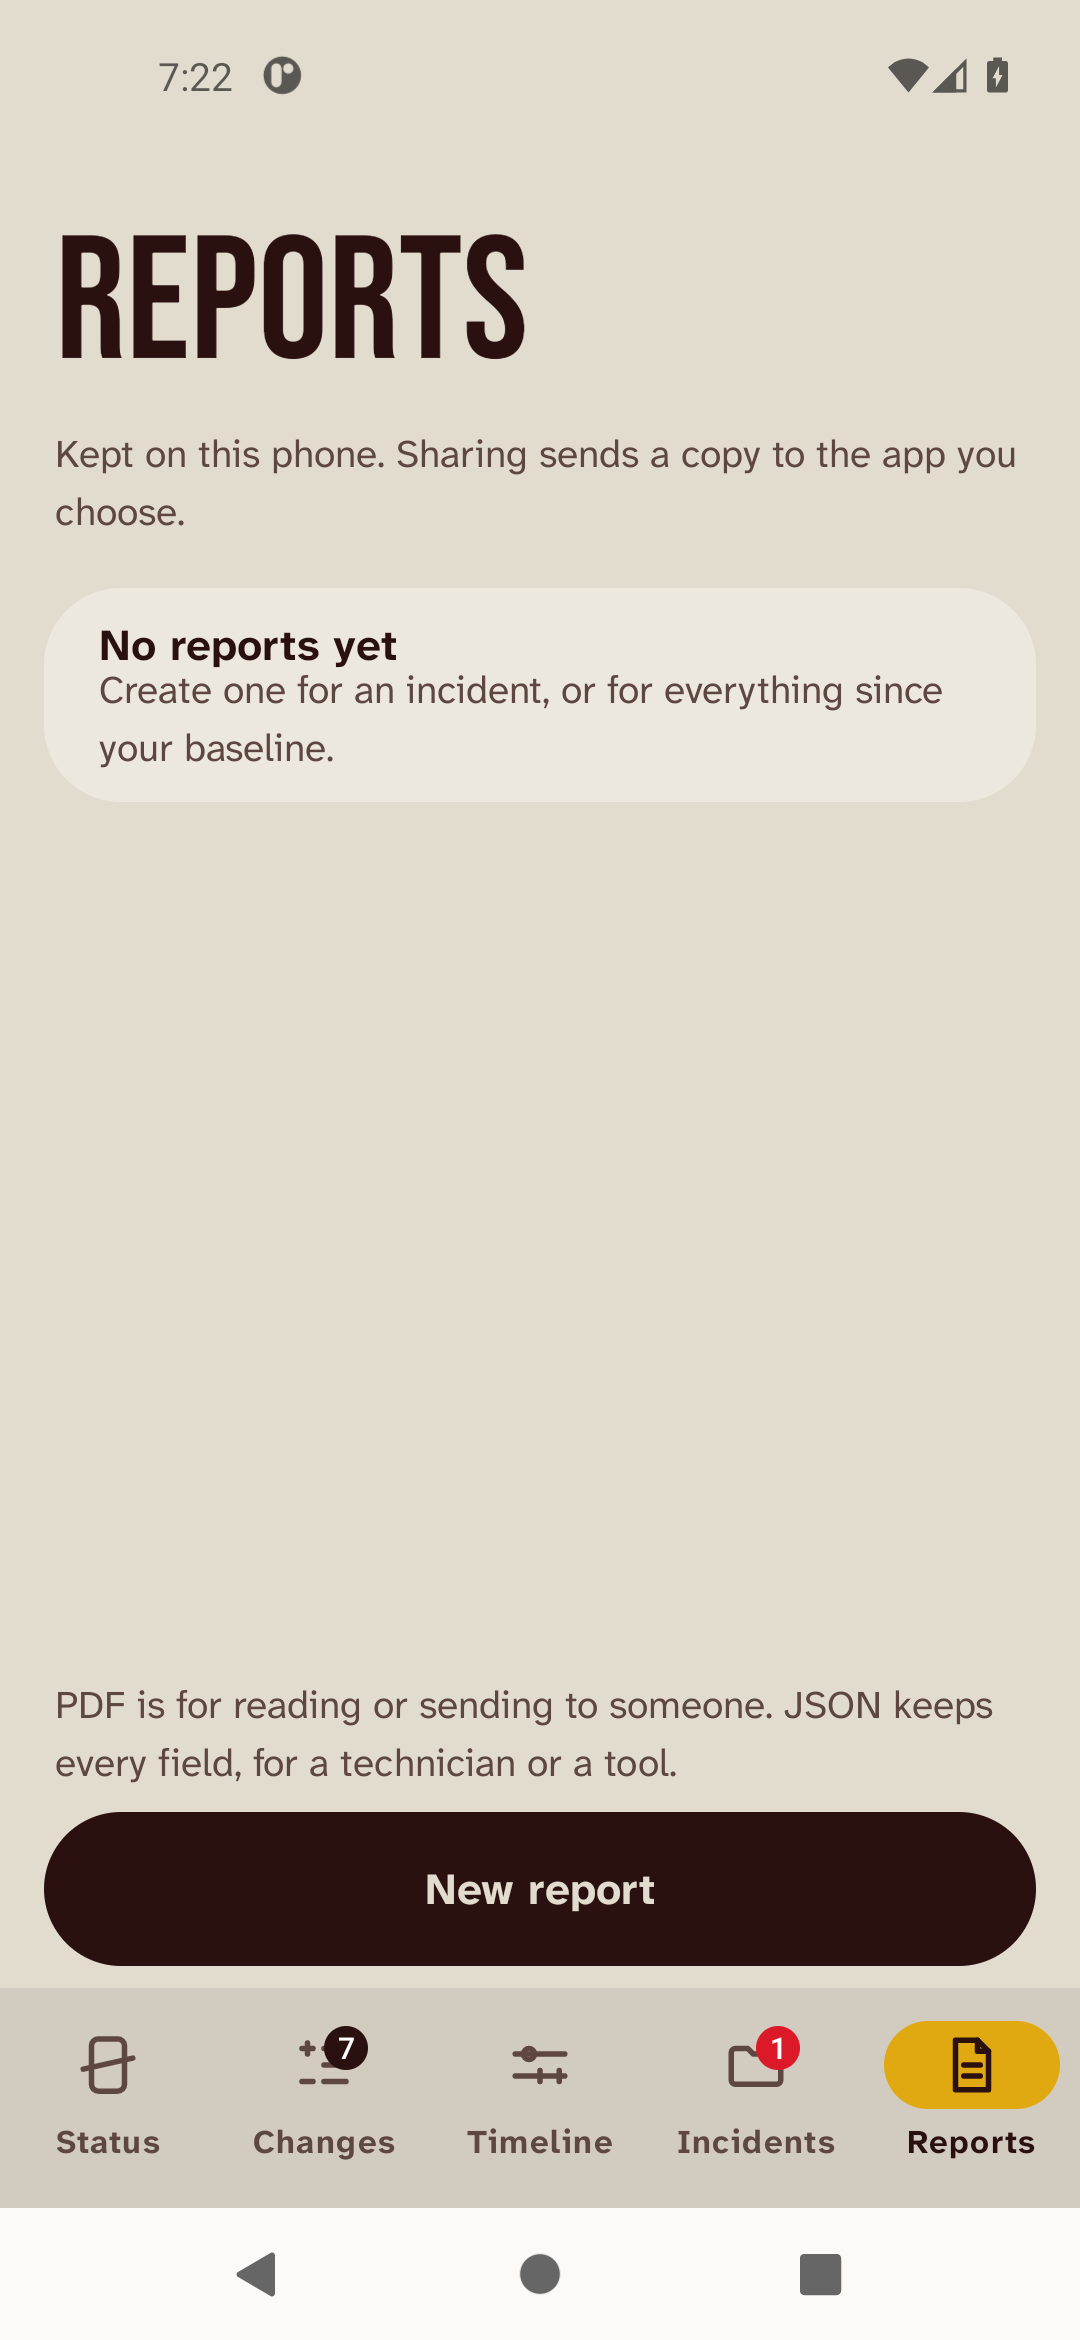 7:22
REPORTS
Kept on this phone. Sharing sends a copy to the app you
choose.
No reports yet
Create one for an incident, or for everything since
your baseline.
PDF is for reading or sending to someone. JSON keeps
every field, for a technician or a tool.
New report
7
1
Status
Changes
Timeline
Incidents
Reports